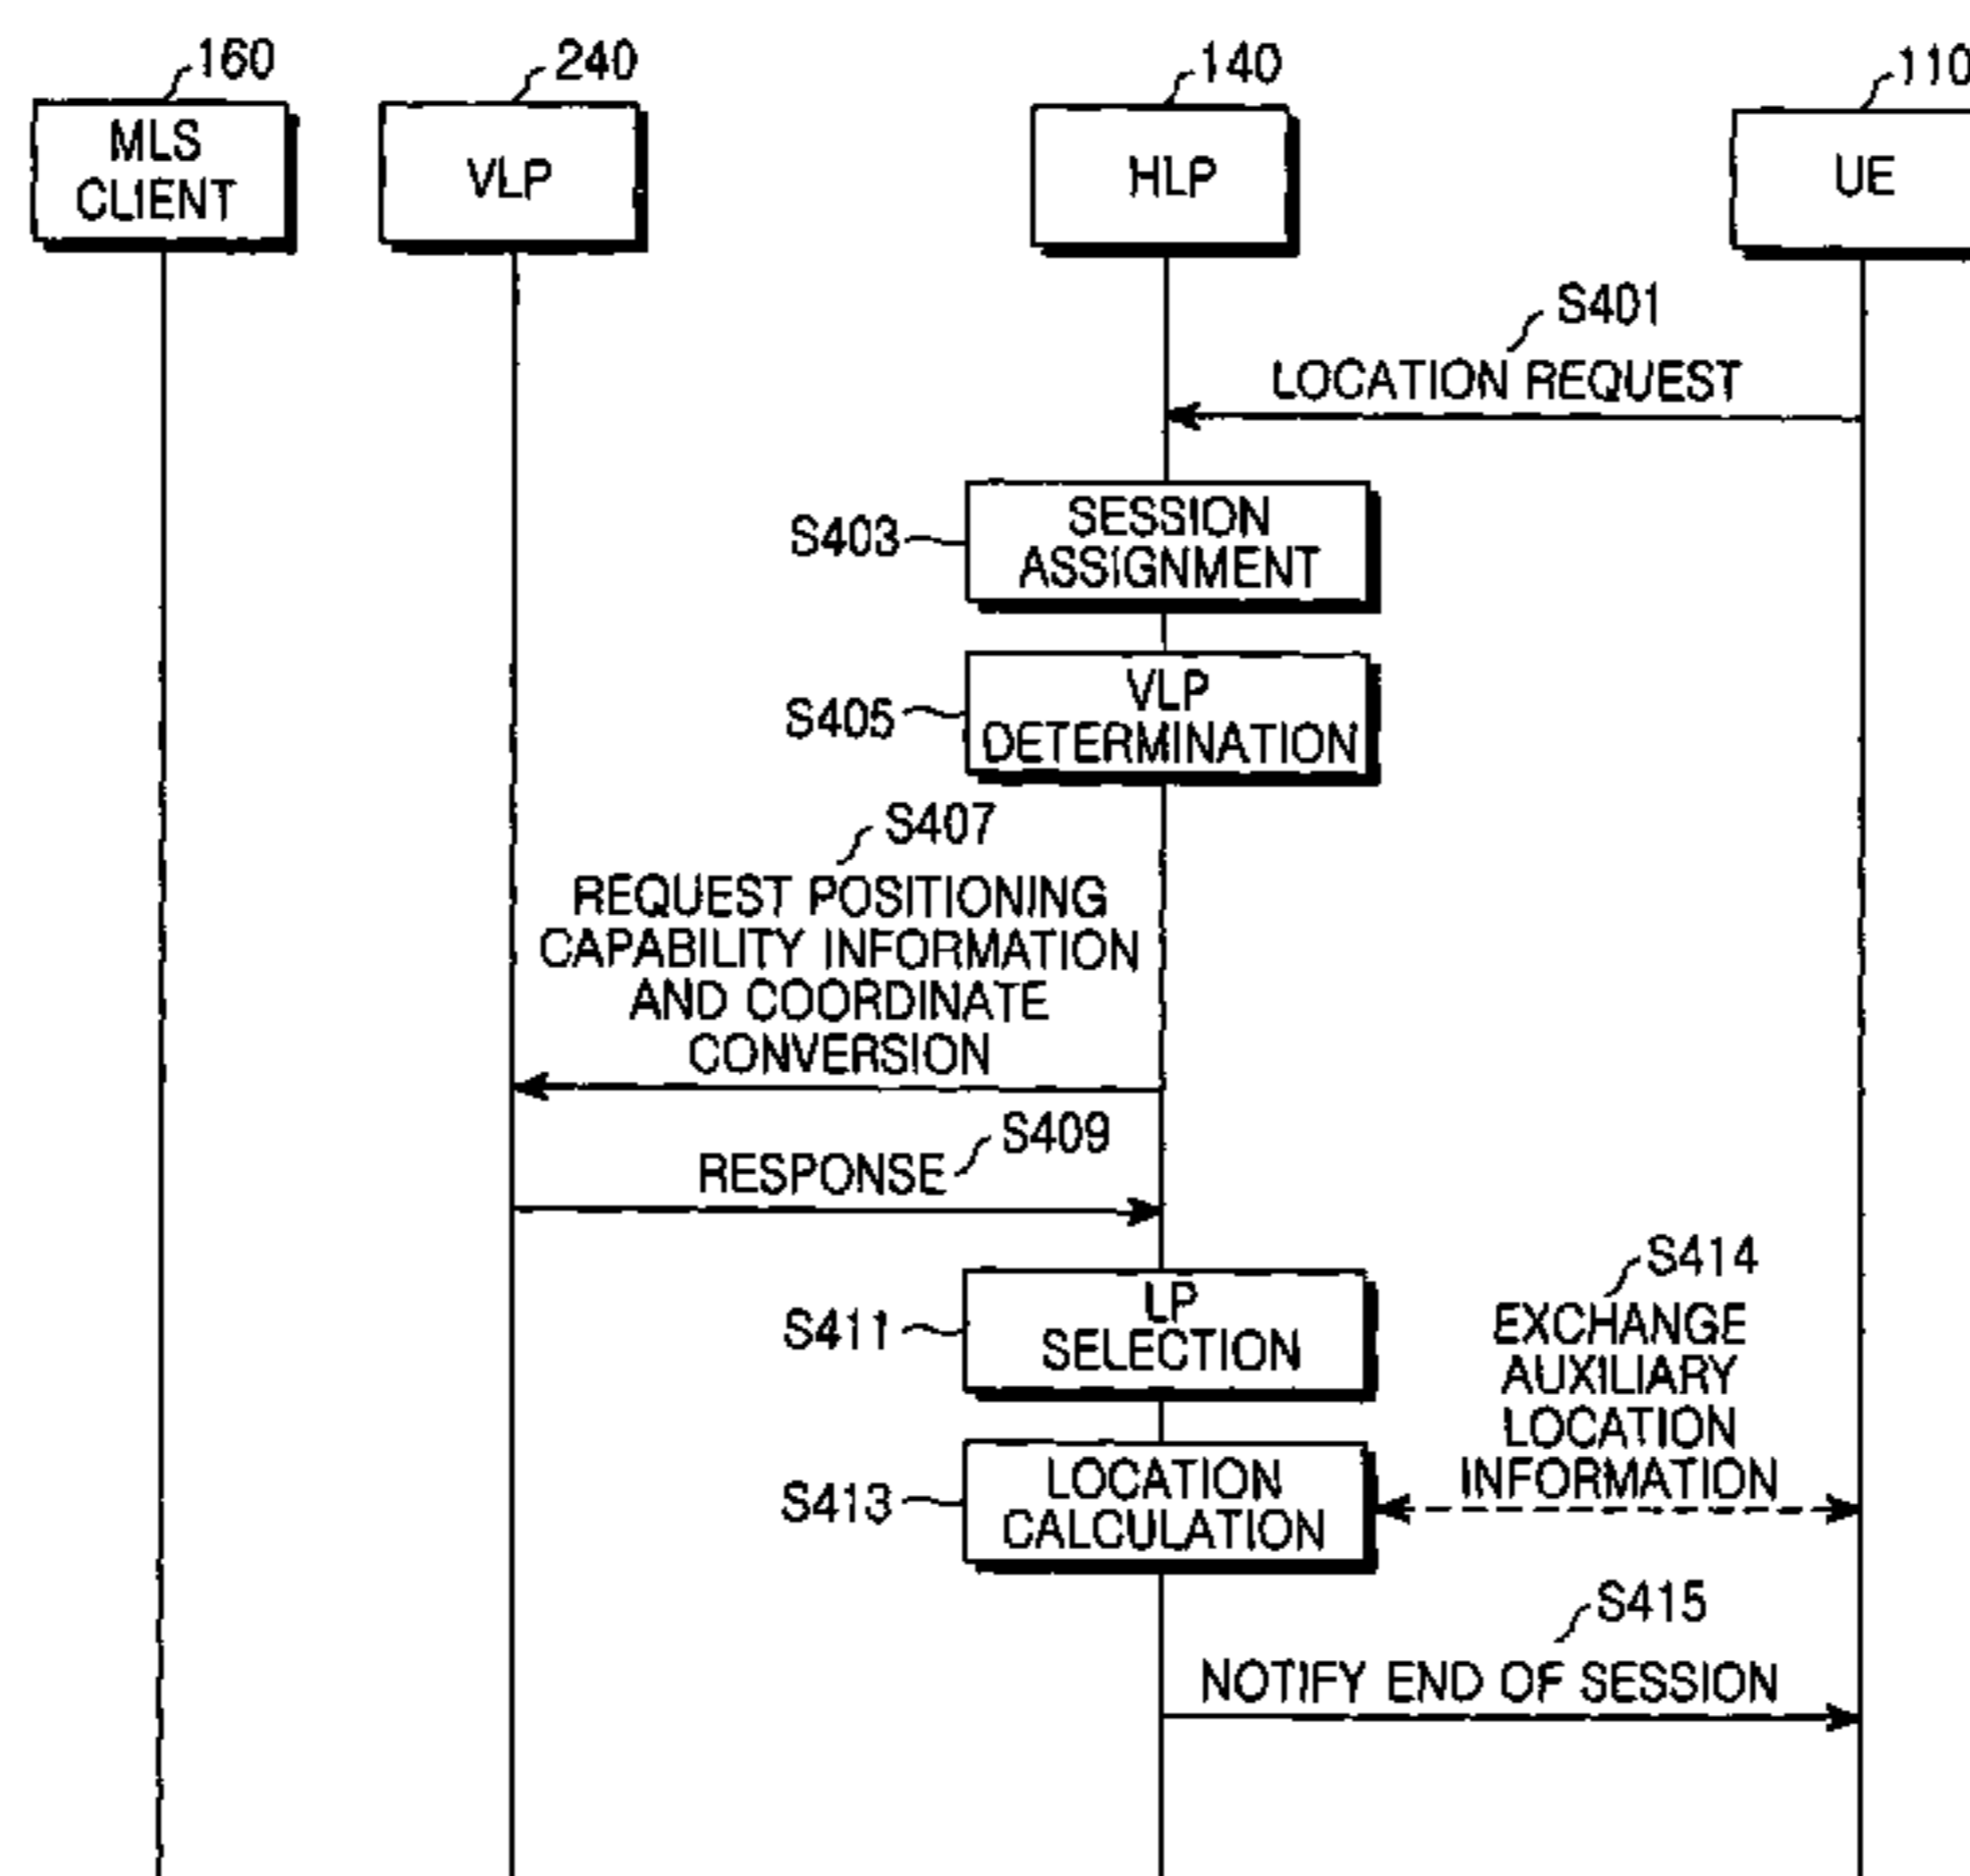 160
240
140
110
MLS
CLIENT
VLP
HLP
UE
S401
LOCATION REQUEST
S403
SESSION
ASSIGNMENT
S405
VLP
DETERMINATION
S407
REQUEST POSITIONING
CAPABILITY INFORMATION
AND COORDINATE
CONVERSION
S409
RESPONSE
S411
LP
SELECTION
S414
EXCHANGE
AUXILIARY
LOCATION
INFORMATION
S413
LOCATION
CALCULATION
S415
NOTIFY END OF SESSION